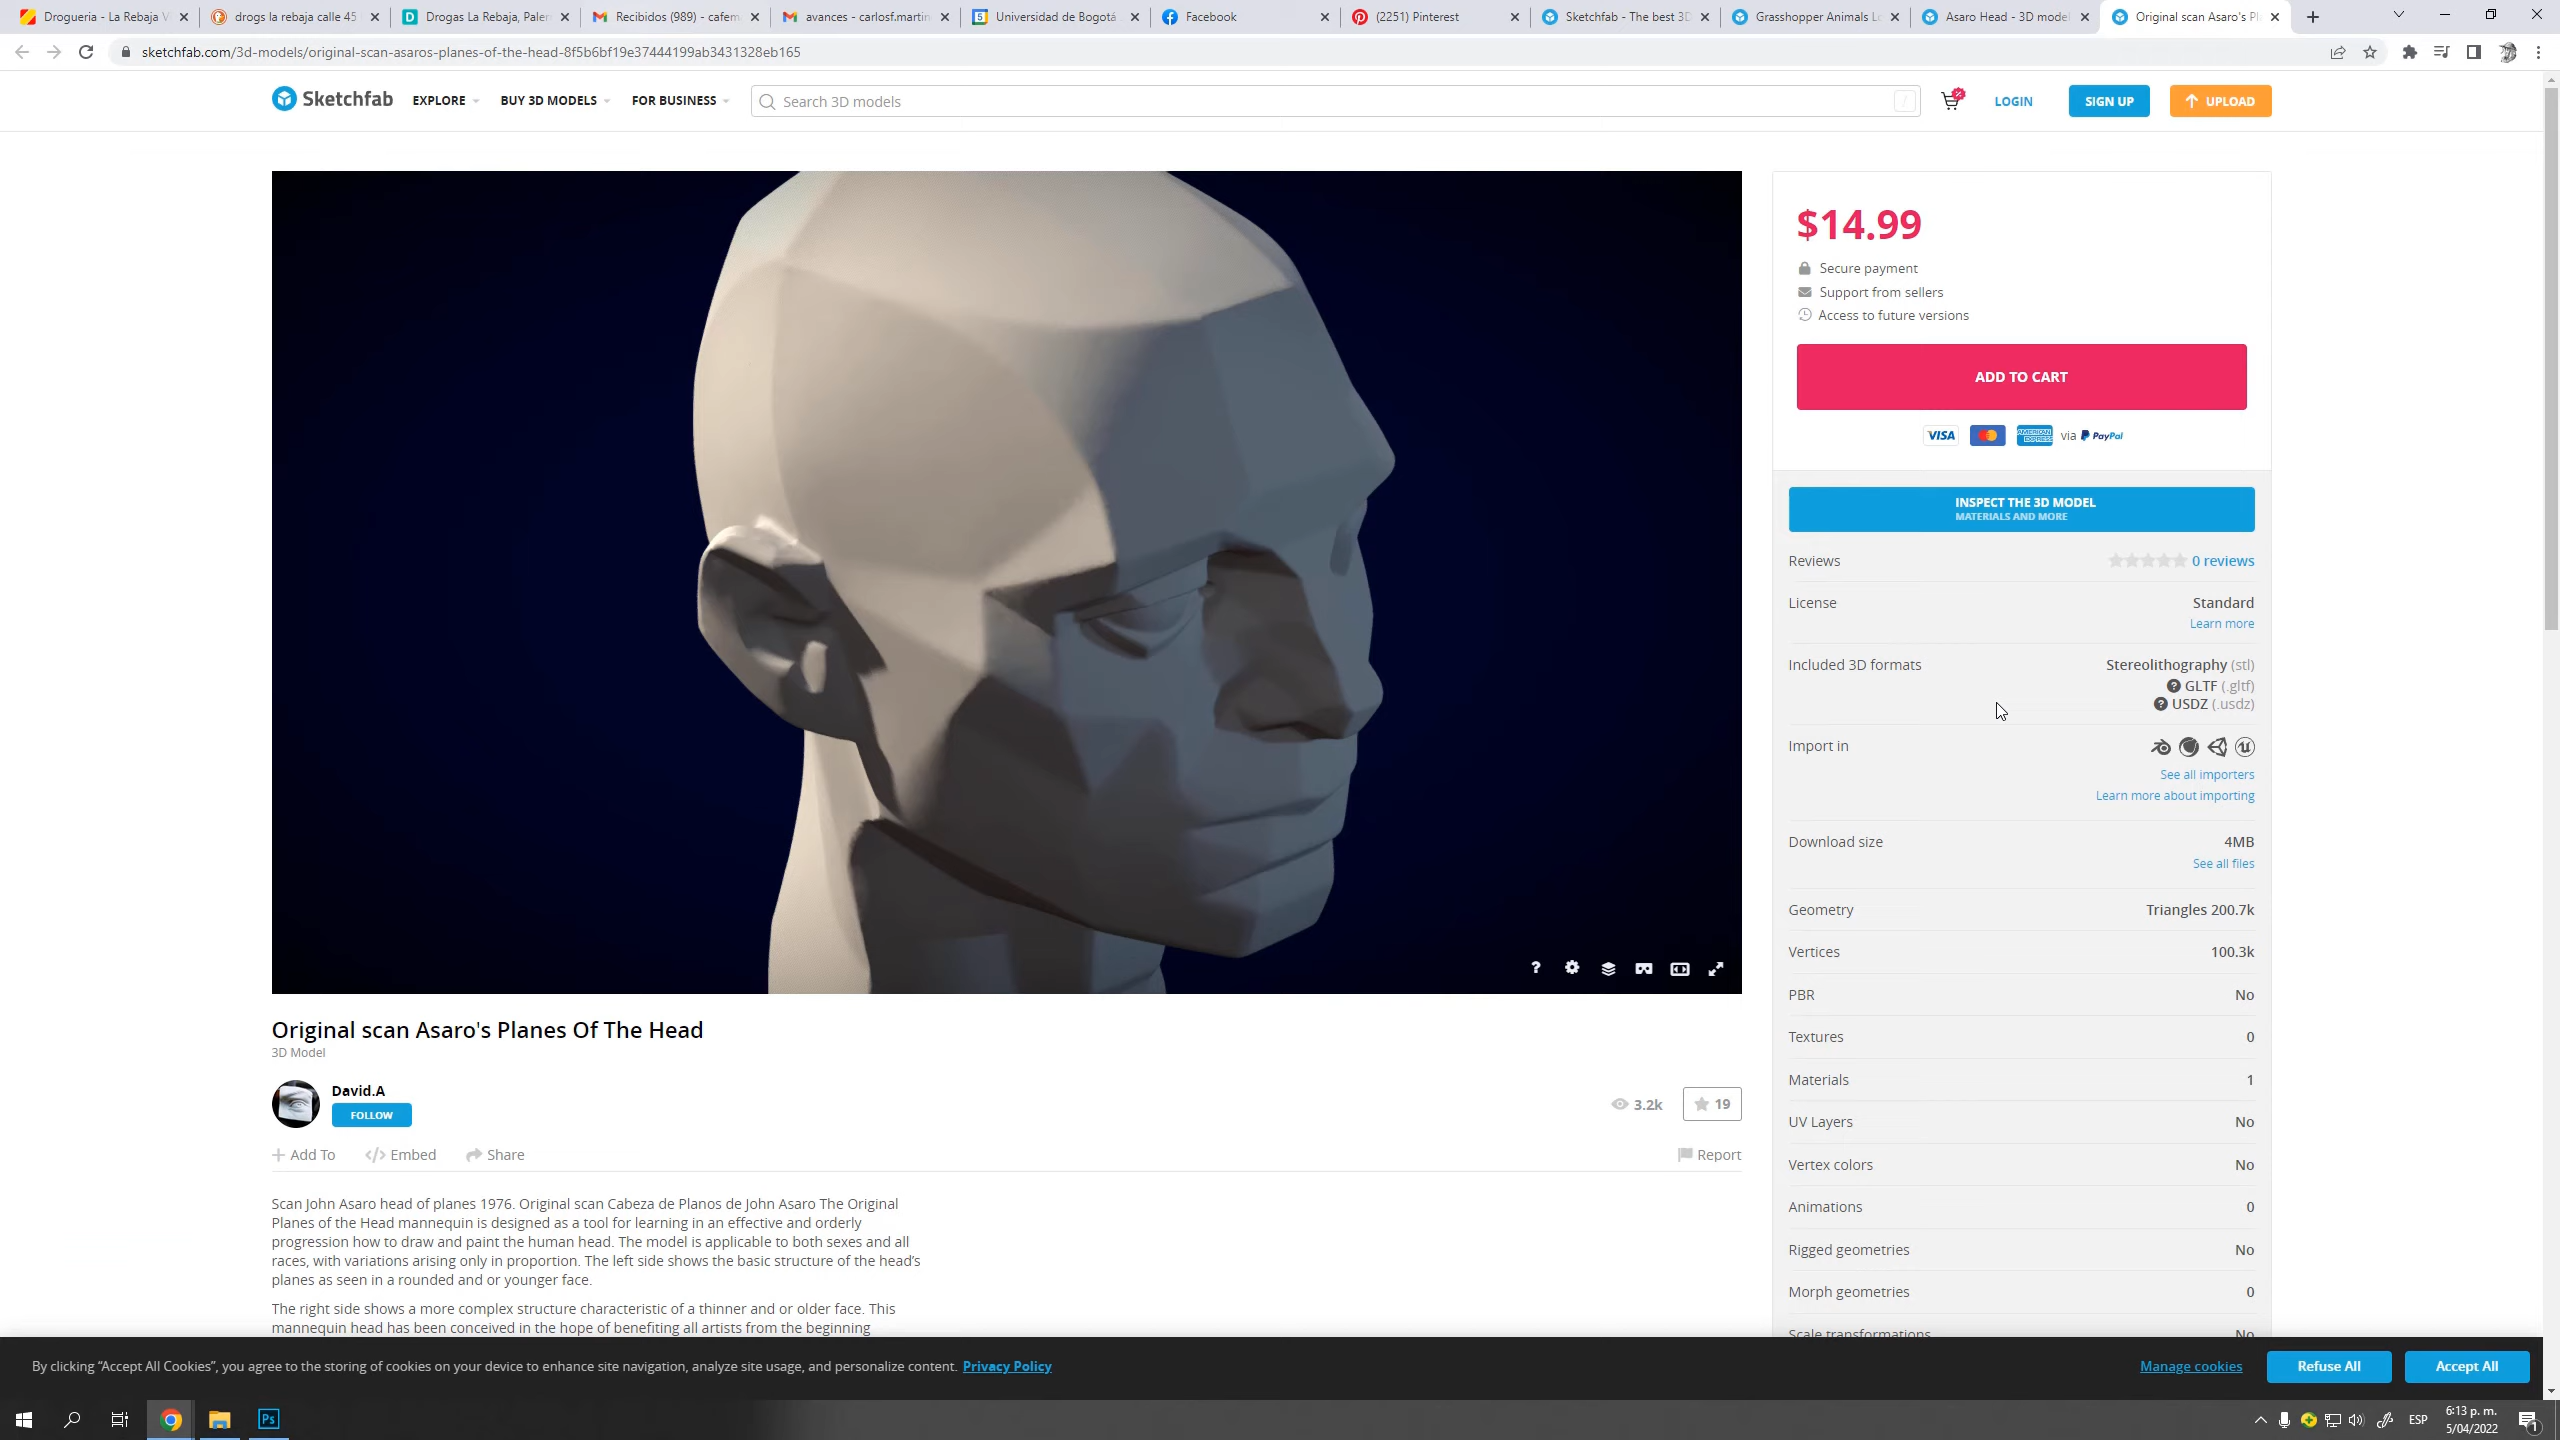 Drogueria - La Rebaja V
drogs la rebaja calle 45
Drogas La Rebaja, Paler
Recibidos (989) - cafem
avances - carlosf.martin
Universidad de Bogotá
Facebook
(2251) Pinterest
Sketchfab - The best 3D
Grasshopper Animals Lo
Asaro Head - 3D model
Original scan Asaro's Pl
sketchfab.com/3d-models/original-scan-asaros-planes-of-the-head-8f5b6bf19e37444199ab3431328eb165
Sketchfab
EXPLORE
BUY 3D MODELS
FOR BUSINESS
Search 3D models
/
LOGIN
SIGN UP
UPLOAD
$14.99
Secure payment
Support from sellers
Access to future versions
ADD TO CART
VISA
AMERICAN EXPRESS
via PayPal
INSPECT THE 3D MODEL
MATERIALS AND MORE
Reviews 0 reviews
License Standard
Learn more
Included 3D formats Stereolithography (stl)
? GLTF (.gltf)
? USDZ (.usdz)
Import in
See all importers
Learn more about importing
Download size 4MB
See all files
Geometry Triangles 200.7k
Vertices 100.3k
PBR No
Textures 0
Materials 1
UV Layers No
Vertex colors No
Animations 0
Rigged geometries No
Morph geometries 0
Scale transformations No
?
Original scan Asaro's Planes Of The Head
3D Model
David.A
FOLLOW
3.2k
19
Add To
Embed
Share
Report
Scan John Asaro head of planes 1976. Original scan Cabeza de Planos de John Asaro The Original
Planes of the Head mannequin is designed as a tool for learning in an effective and orderly
progression how to draw and paint the human head. The model is applicable to both sexes and all
races, with variations arising only in proportion. The left side shows the basic structure of the head's
planes as seen in a rounded and or younger face.
The right side shows a more complex structure characteristic of a thinner and or older face. This
mannequin head has been conceived in the hope of benefiting all artists from the beginning
By clicking “Accept All Cookies”, you agree to the storing of cookies on your device to enhance site navigation, analyze site usage, and personalize content. Privacy Policy
Manage cookies
Refuse All
Accept All
Ps
ESP
6:13 p. m.
5/04/2022
1